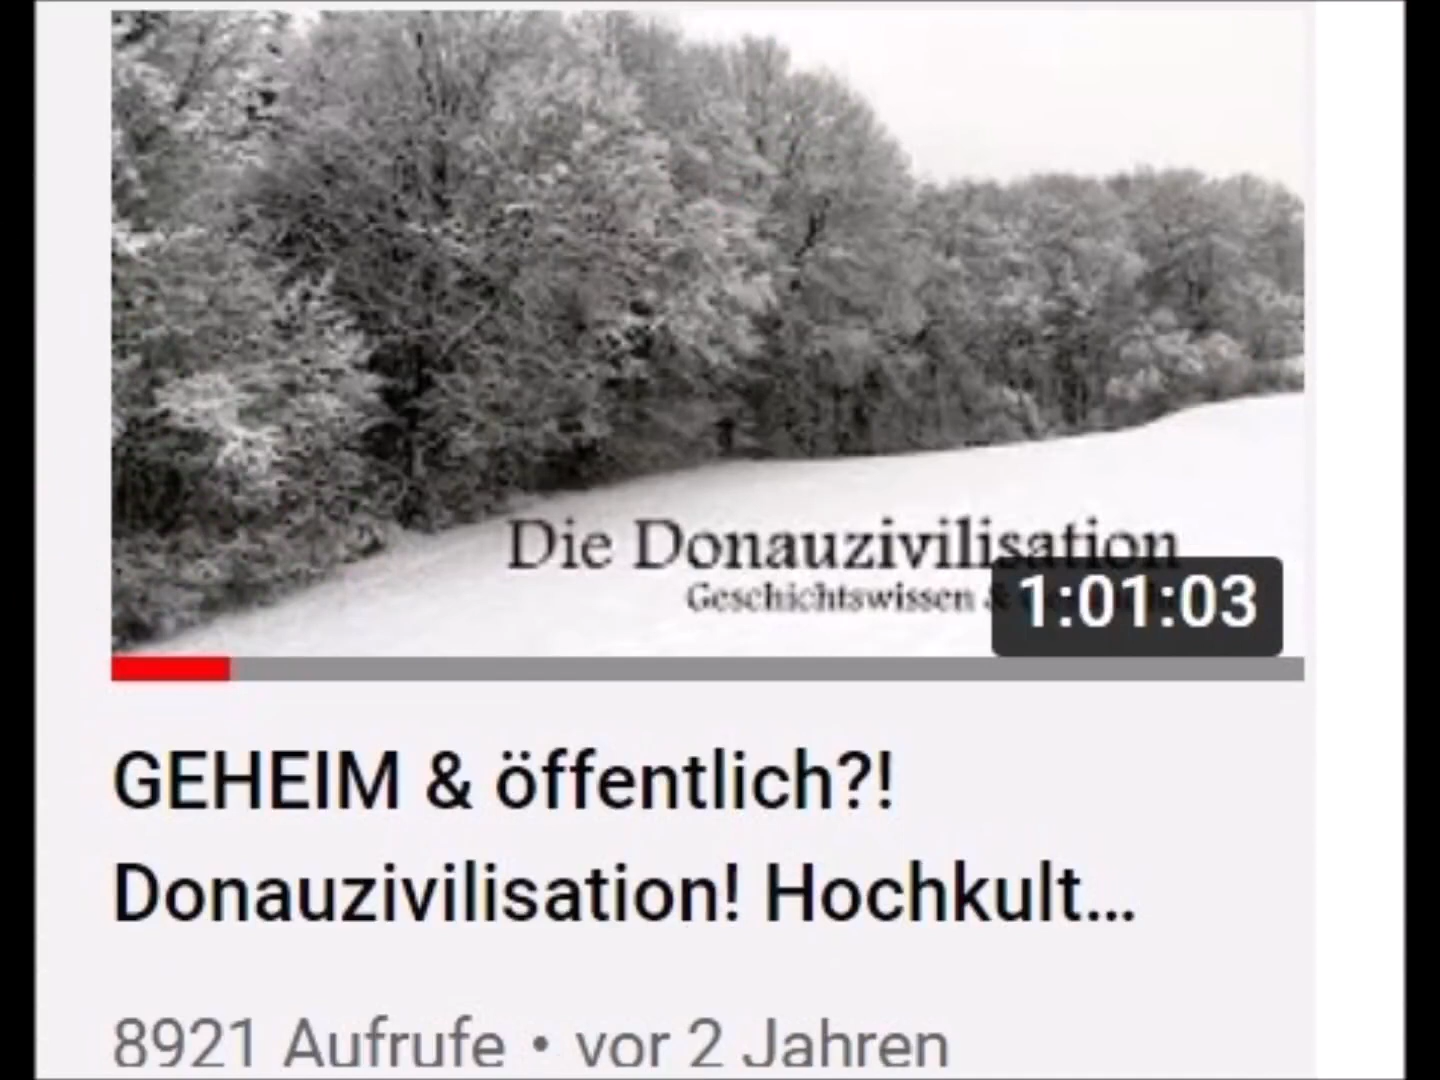 Die Donauzivilisation
Geschichtswissen &
1:01:03
GEHEIM & öffentlich?!
Donauzivilisation! Hochkult...
8921 Aufrufe • vor 2 Jahren